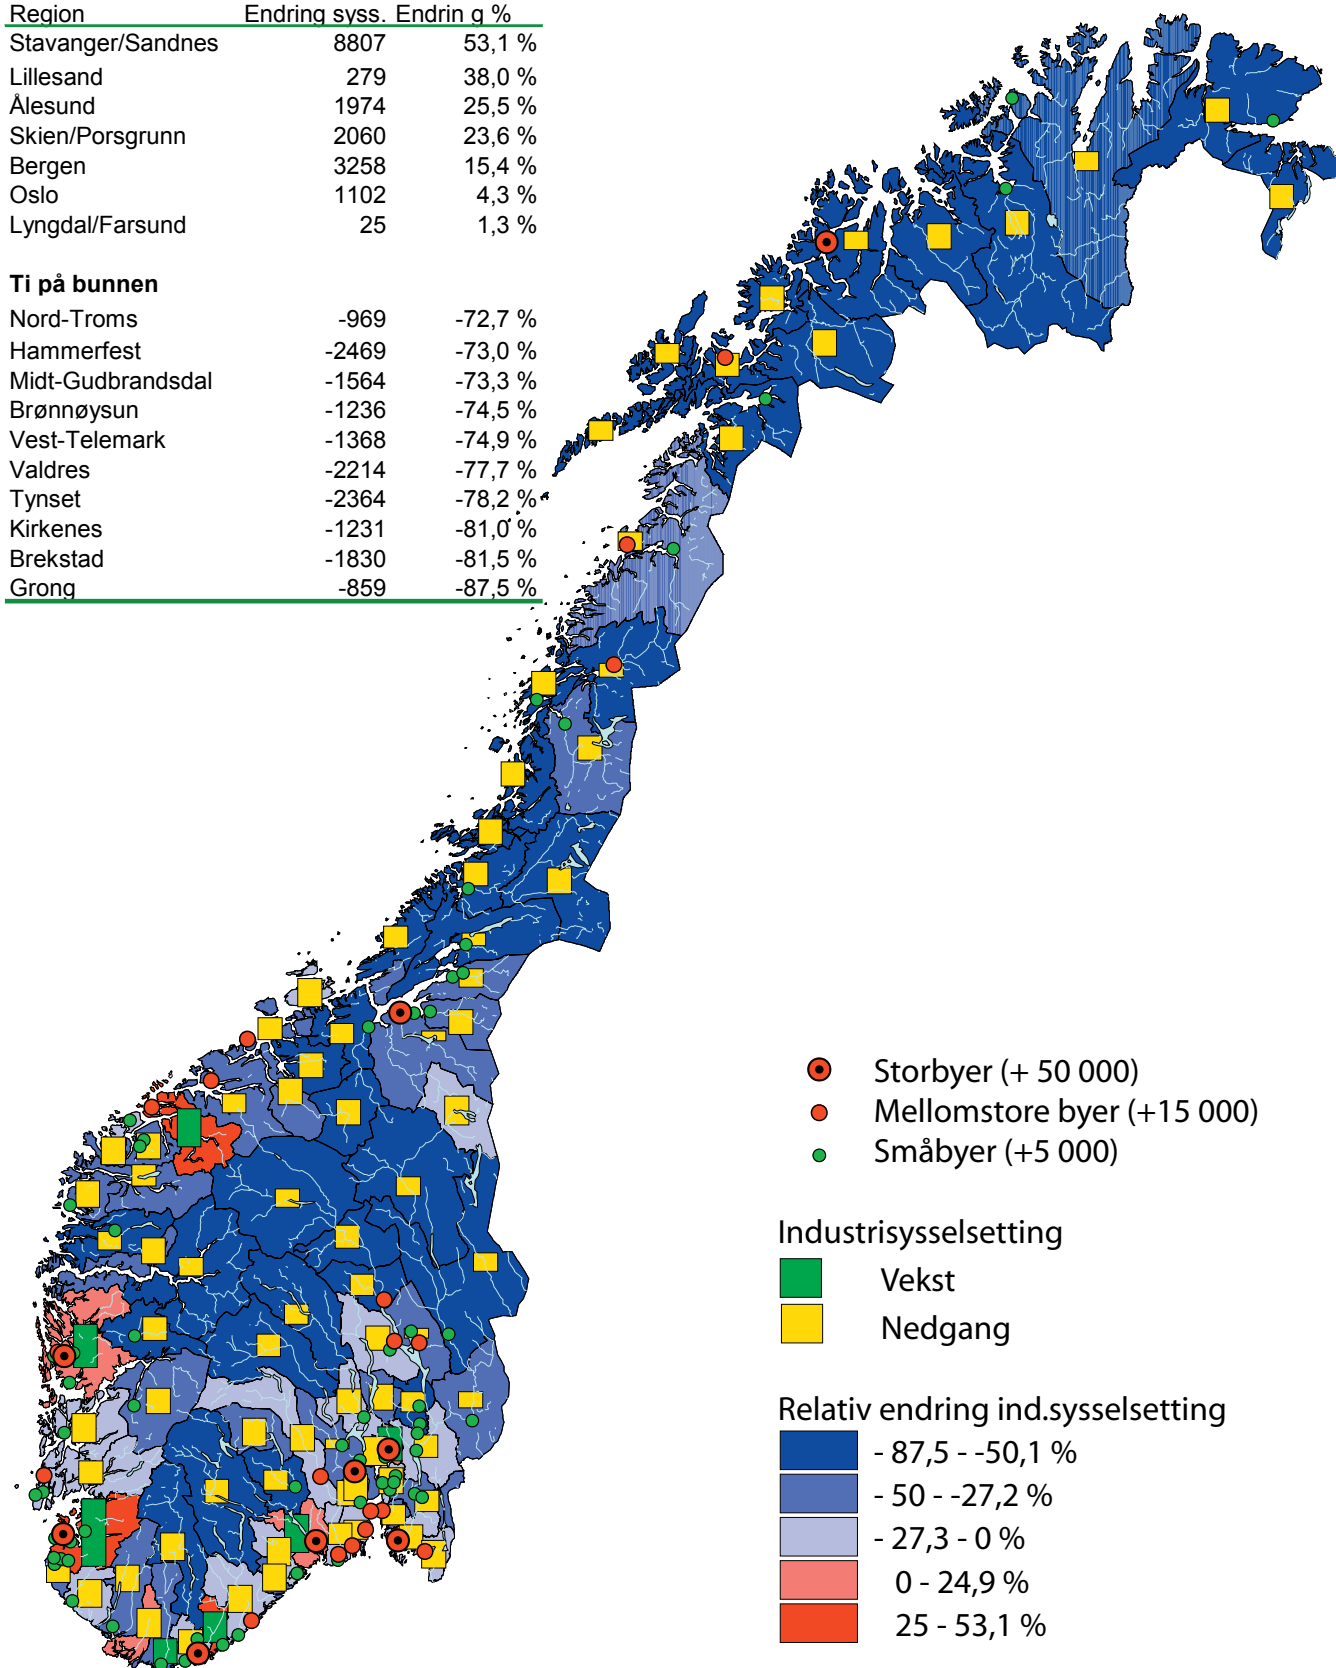 Region Endring syss. Endrin g %
Stavanger/Sandnes 8807 53,1 %
Lillesand 279 38,0 %
Ålesund 1974 25,5 %
Skien/Porsgrunn 2060 23,6 %
Bergen 3258 15,4 %
Oslo 1102 4,3 %
Lyngdal/Farsund 25 1,3 %
Ti på bunnen
Nord-Troms -969 -72,7 %
Hammerfest -2469 -73,0 %
Midt-Gudbrandsdal -1564 -73,3 %
Brønnøysun -1236 -74,5 %
Vest-Telemark -1368 -74,9 %
Valdres -2214 -77,7 %
Tynset -2364 -78,2 %
Kirkenes -1231 -81,0 %
Brekstad -1830 -81,5 %
Grong -859 -87,5 %
Storbyer (+ 50 000)
Mellomstore byer (+15 000)
Småbyer (+5 000)
Industrisysselsetting
Vekst
Nedgang
Relativ endring ind.sysselsetting
- 87,5 - -50,1 %
- 50 - -27,2 %
- 27,3 - 0 %
0 - 24,9 %
25 - 53,1 %